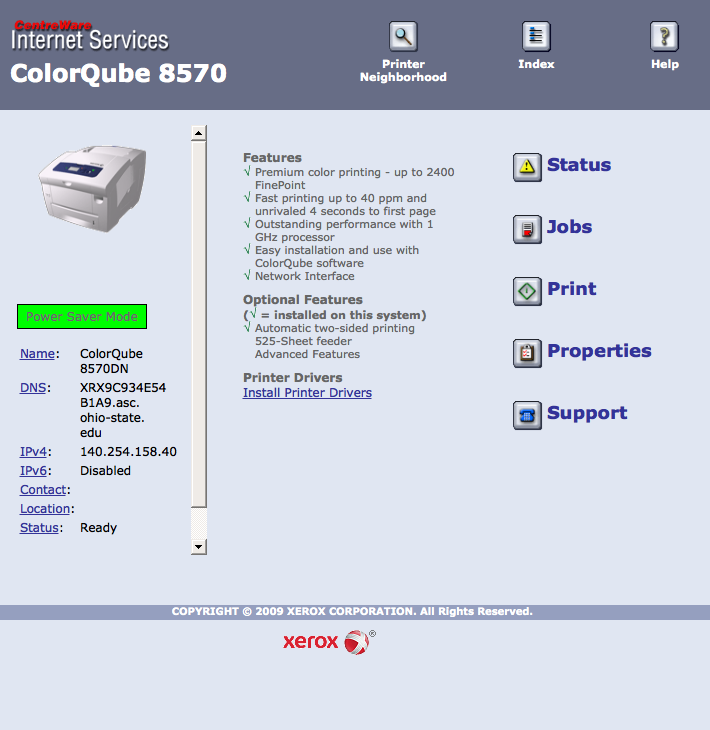 CentreWare
Internet Services
ColorQube 8570
Printer
Neighborhood
Index
Help
Power Saver Mode
Name: ColorQube
8570DN
DNS: XRX9C934E54
B1A9.asc.
ohio-state.
edu
IPv4: 140.254.158.40
IPv6: Disabled
Contact:
Location:
Status: Ready
Features
√ Premium color printing - up to 2400
FinePoint
√ Fast printing up to 40 ppm and
unrivaled 4 seconds to first page
√ Outstanding performance with 1
GHz processor
√ Easy installation and use with
ColorQube software
√ Network Interface
Optional Features
(√ = installed on this system)
√ Automatic two-sided printing
525-Sheet feeder
Advanced Features
Printer Drivers
Install Printer Drivers
Status
Jobs
Print
Properties
Support
COPYRIGHT © 2009 XEROX CORPORATION. All Rights Reserved.
xerox ®